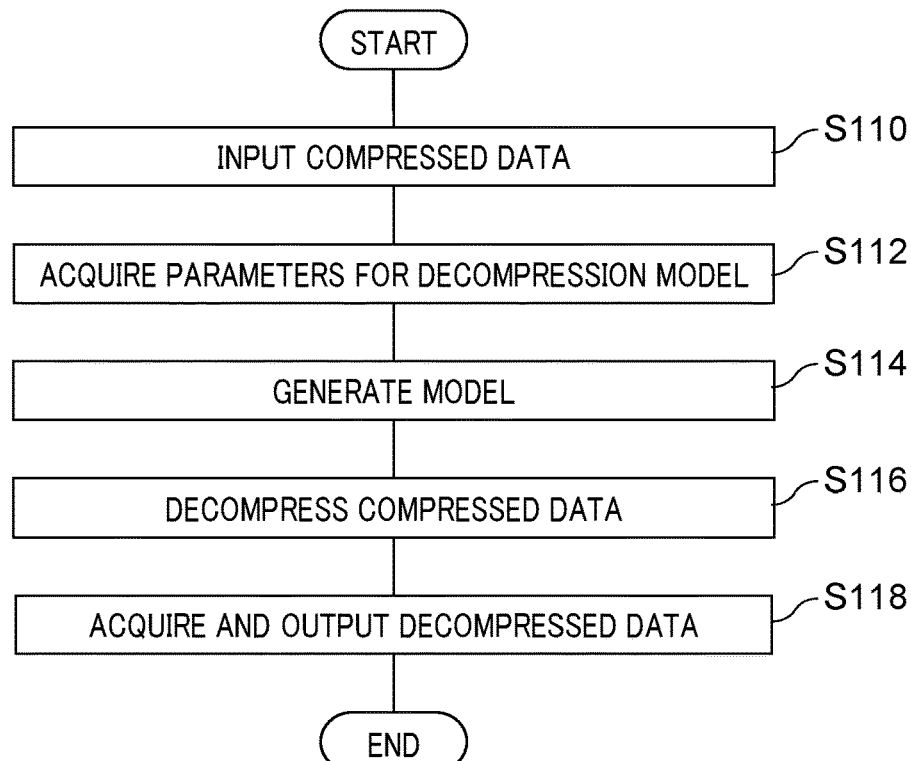 START
INPUT COMPRESSED DATA
S110
ACQUIRE PARAMETERS FOR DECOMPRESSION MODEL
S112
GENERATE MODEL
S114
DECOMPRESS COMPRESSED DATA
S116
ACQUIRE AND OUTPUT DECOMPRESSED DATA
S118
END